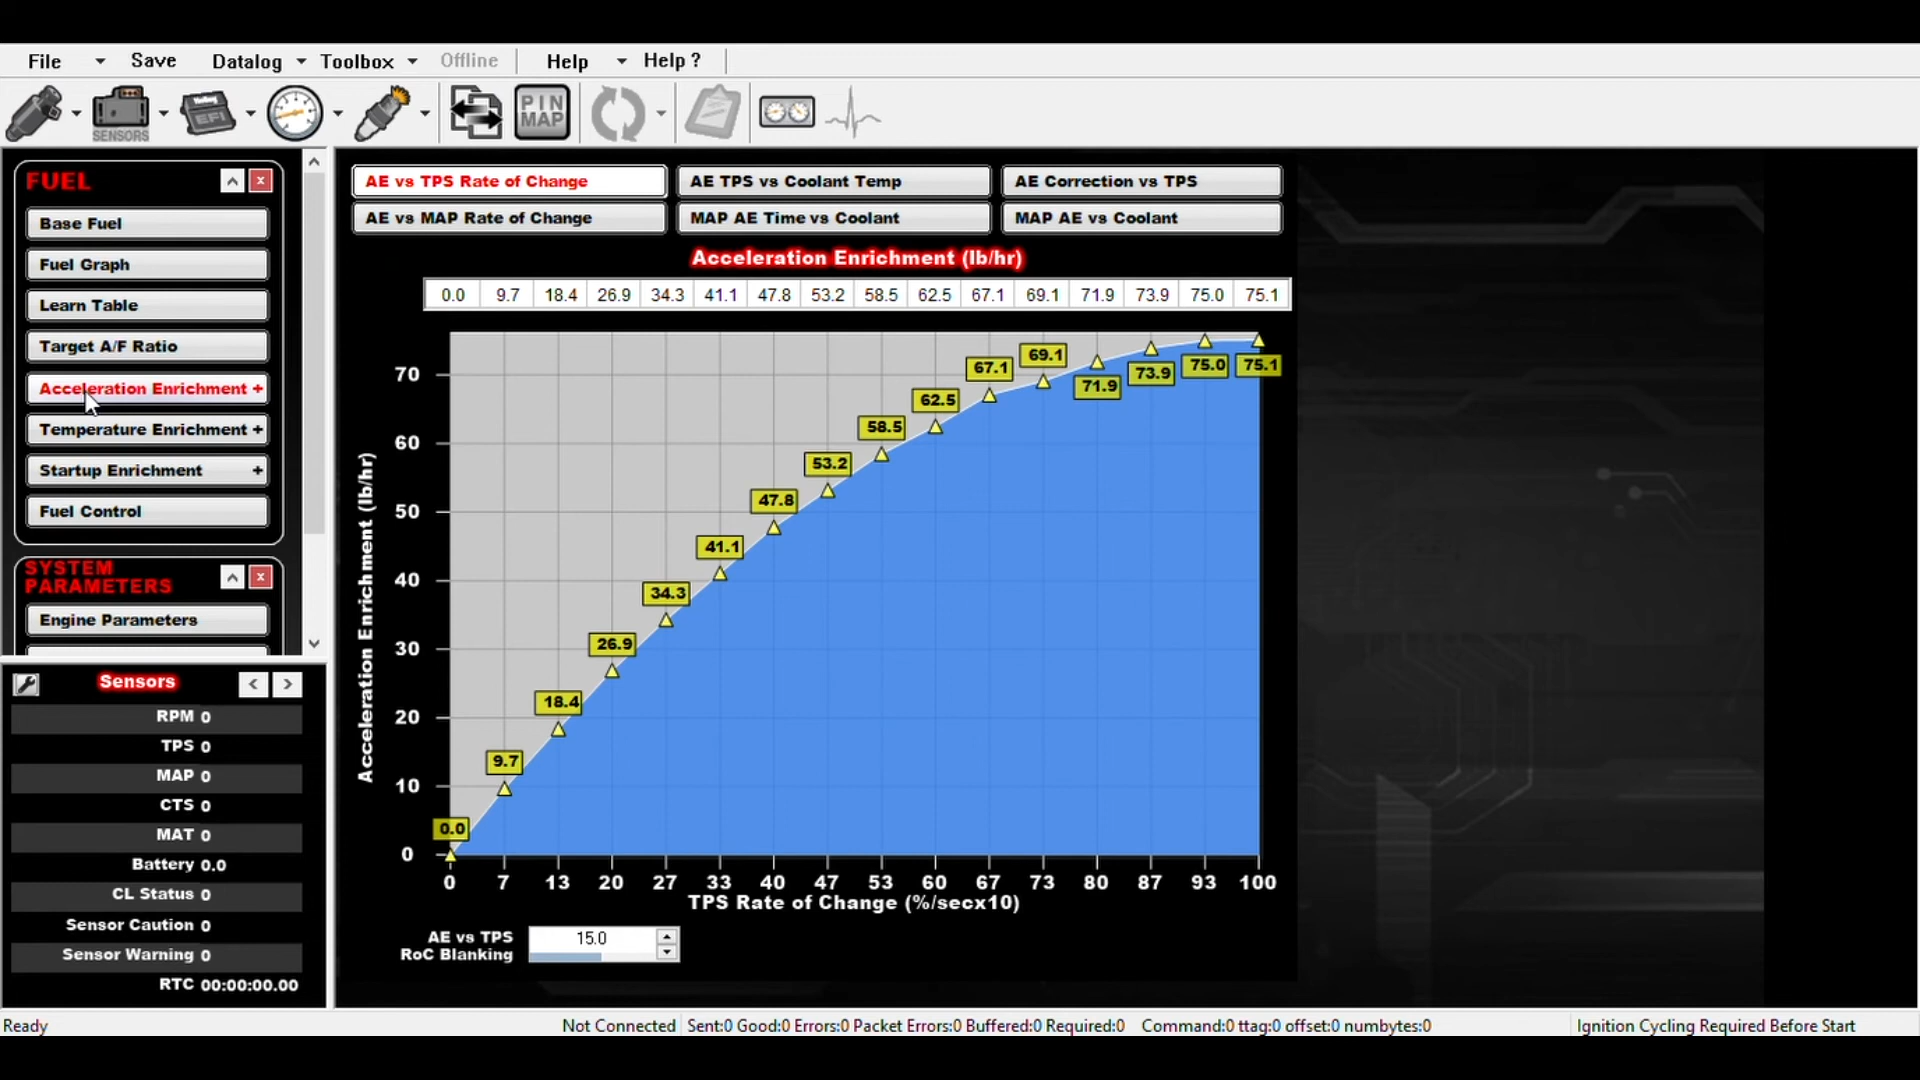 File Save Datalog Toolbox Offline Help Help ?
SENSORS
Holley EFI
PIN MAP
FUEL
Base Fuel
Fuel Graph
Learn Table
Target A/F Ratio
Acceleration Enrichment +
Temperature Enrichment +
Startup Enrichment +
Fuel Control
SYSTEM PARAMETERS
Engine Parameters
Sensors
RPM 0
TPS 0
MAP 0
CTS 0
MAT 0
Battery 0.0
CL Status 0
Sensor Caution 0
Sensor Warning 0
RTC 00:00:00.00
AE vs TPS Rate of Change AE TPS vs Coolant Temp AE Correction vs TPS
AE vs MAP Rate of Change MAP AE Time vs Coolant MAP AE vs Coolant
Acceleration Enrichment (lb/hr)
0.0 9.7 18.4 26.9 34.3 41.1 47.8 53.2 58.5 62.5 67.1 69.1 71.9 73.9 75.0 75.1
Acceleration Enrichment (lb/hr)
70
60
50
40
30
20
10
0
0.0 9.7 18.4 26.9 34.3 41.1 47.8 53.2 58.5 62.5 67.1 69.1 71.9 73.9 75.0 75.1
0 7 13 20 27 33 40 47 53 60 67 73 80 87 93 100
TPS Rate of Change (%/secx10)
AE vs TPS
RoC Blanking
15.0
Ready Not Connected Sent:0 Good:0 Errors:0 Packet Errors:0 Buffered:0 Required:0 Command:0 ttag:0 offset:0 numbytes:0 Ignition Cycling Required Before Start